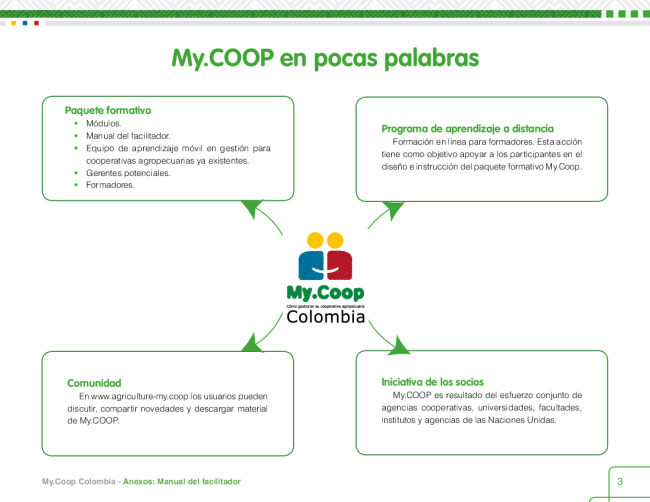 My.COOP en pocas palabras
Paquete formativo
• Módulos.
• Manual del facilitador.
• Equipo de aprendizaje móvil en gestión para
cooperativas agropecuarias ya existentes.
• Gerentes potenciales.
• Formadores.
Programa de aprendizaje a distancia
Formación en línea para formadores. Esta acción
tiene como objetivo apoyar a los participantes en el
diseño e instrucción del paquete formativo My.Coop.
My.Coop
Cómo gestionar su cooperativa agropecuaria
Colombia
Comunidad
En www.agriculture-my.coop los usuarios pueden
discutir, compartir novedades y descargar material
de My.COOP.
Iniciativa de los socios
My.COOP es resultado del esfuerzo conjunto de
agencias cooperativas, universidades, facultades,
institutos y agencias de las Naciones Unidas.
My.Coop Colombia - Anexos: Manual del facilitador
3